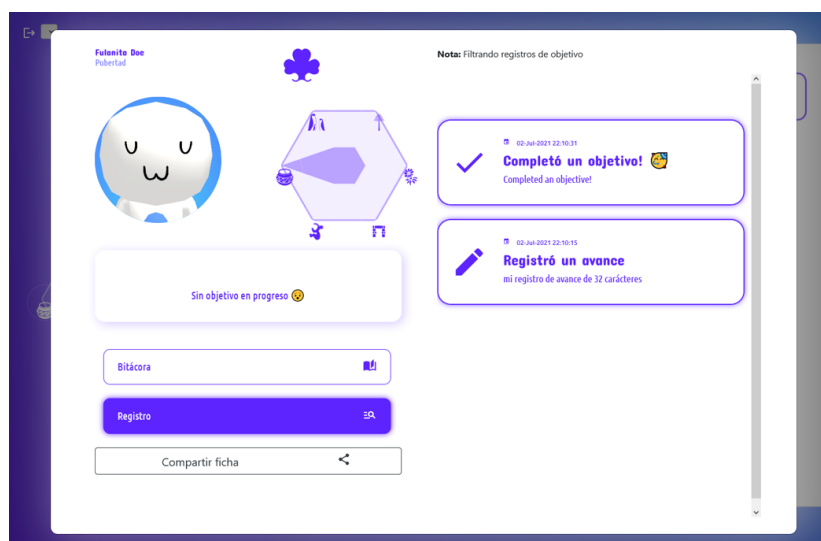 Fulanita Doe
Pubertad
Sin objetivo en progreso 😯
Bitácora
Registro
Compartir ficha
Nota: Filtrando registros de objetivo
02-Jul-2021 22:10:31
Completó un objetivo! 🥳
Completed an objective!
02-Jul-2021 22:10:15
Registró un avance
mi registro de avance de 32 carácteres